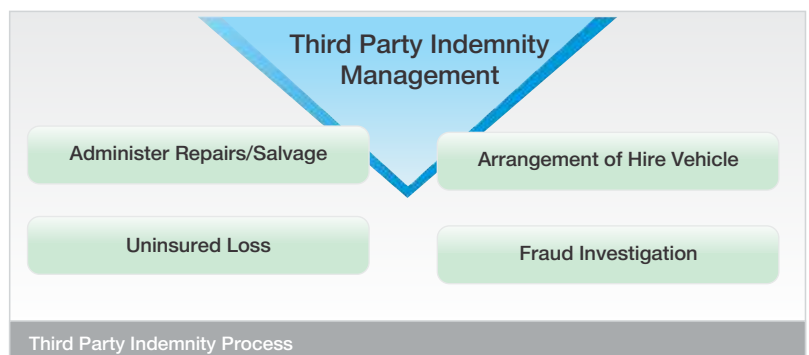 Third Party Indemnity
Management
Administer Repairs/Salvage
Arrangement of Hire Vehicle
Uninsured Loss
Fraud Investigation
Third Party Indemnity Process